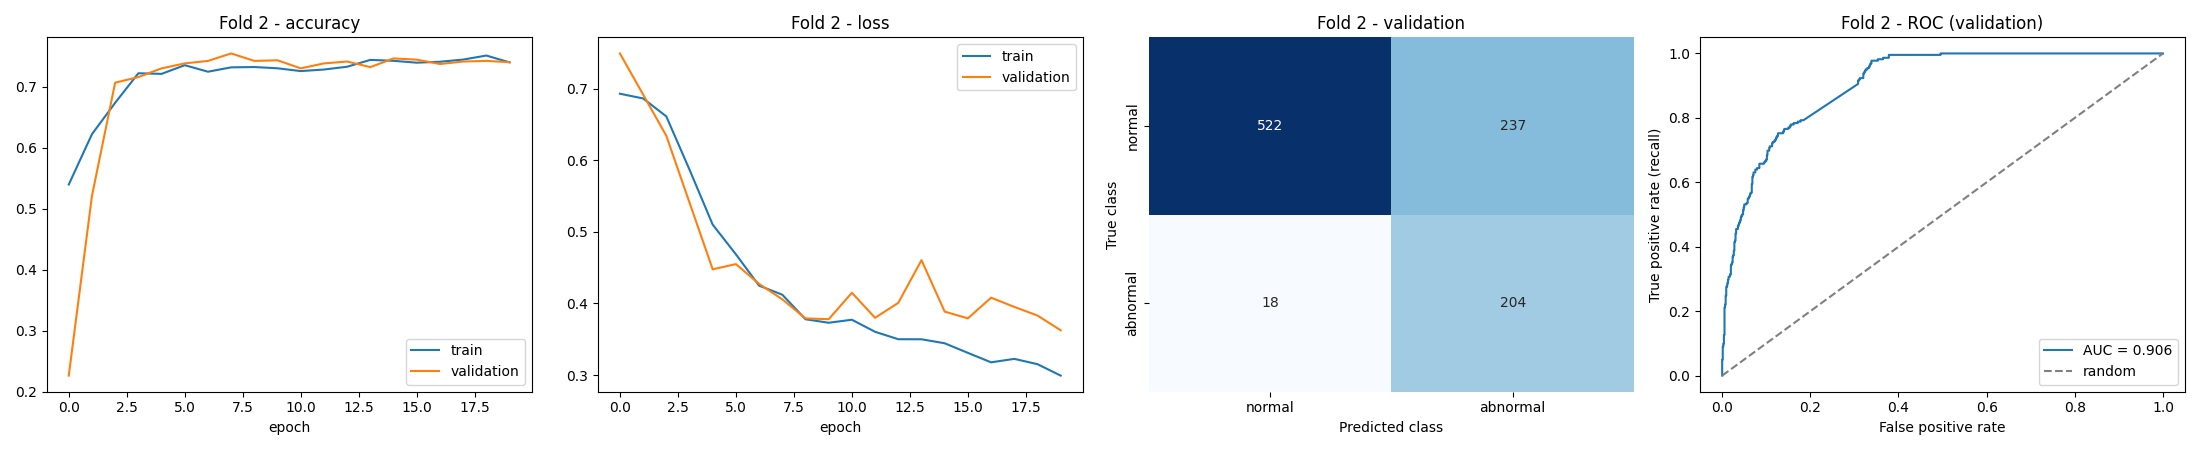 Fold 2 - accuracy
0.7
0.6
0.5
0.4
0.3
0.2
train
validation
0.0 2.5 5.0 7.5 10.0 12.5 15.0 17.5
epoch
Fold 2 - loss
train
validation
0.7
0.6
0.5
0.4
0.3
0.0 2.5 5.0 7.5 10.0 12.5 15.0 17.5
epoch
Fold 2 - validation
True class
normal
abnormal
522 237
18 204
normal abnormal
Predicted class
Fold 2 - ROC (validation)
True positive rate (recall)
1.0
0.8
0.6
0.4
0.2
0.0
AUC = 0.906
random
0.0 0.2 0.4 0.6 0.8 1.0
False positive rate